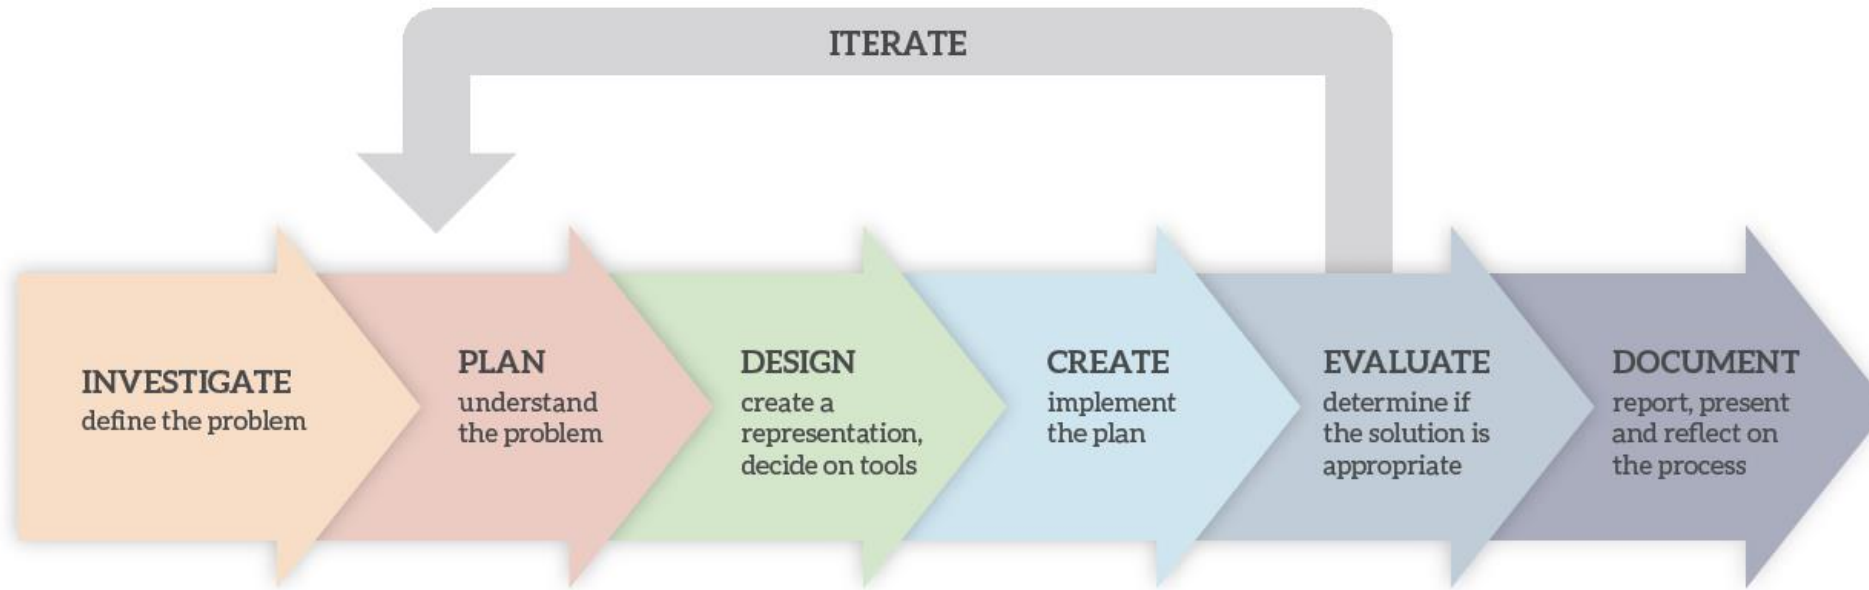 ITERATE
INVESTIGATE
define the problem
PLAN
understand
the problem
DESIGN
create a
representation,
decide on tools
CREATE
implement
the plan
EVALUATE
determine if
the solution is
appropriate
DOCUMENT
report, present
and reflect on
the process